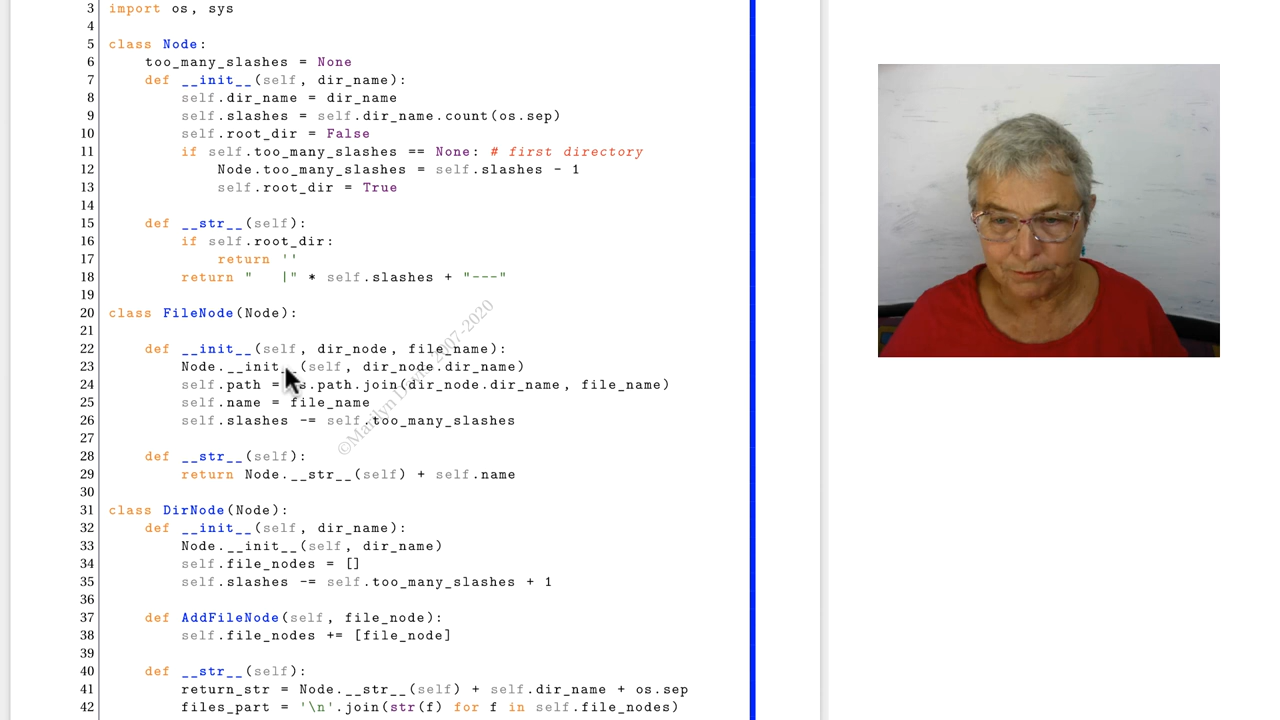 3 import os, sys
4
5 class Node:
6 too_many_slashes = None
7 def __init__(self, dir_name):
8 self.dir_name = dir_name
9 self.slashes = self.dir_name.count(os.sep)
10 self.root_dir = False
11 if self.too_many_slashes == None: # first directory
12 Node.too_many_slashes = self.slashes - 1
13 self.root_dir = True
14
15 def __str__(self):
16 if self.root_dir:
17 return ''
18 return "   |" * self.slashes + "---"
19
20 class FileNode(Node):
21
22 def __init__(self, dir_node, file_name):
23 Node.__init__(self, dir_node.dir_name)
24 self.path = os.path.join(dir_node.dir_name, file_name)
25 self.name = file_name
26 self.slashes -= self.too_many_slashes
27
28 def __str__(self):
29 return Node.__str__(self) + self.name
30
31 class DirNode(Node):
32 def __init__(self, dir_name):
33 Node.__init__(self, dir_name)
34 self.file_nodes = []
35 self.slashes -= self.too_many_slashes + 1
36
37 def AddFileNode(self, file_node):
38 self.file_nodes += [file_node]
39
40 def __str__(self):
41 return_str = Node.__str__(self) + self.dir_name + os.sep
42 files_part = '\n'.join(str(f) for f in self.file_nodes)
©Marilyn